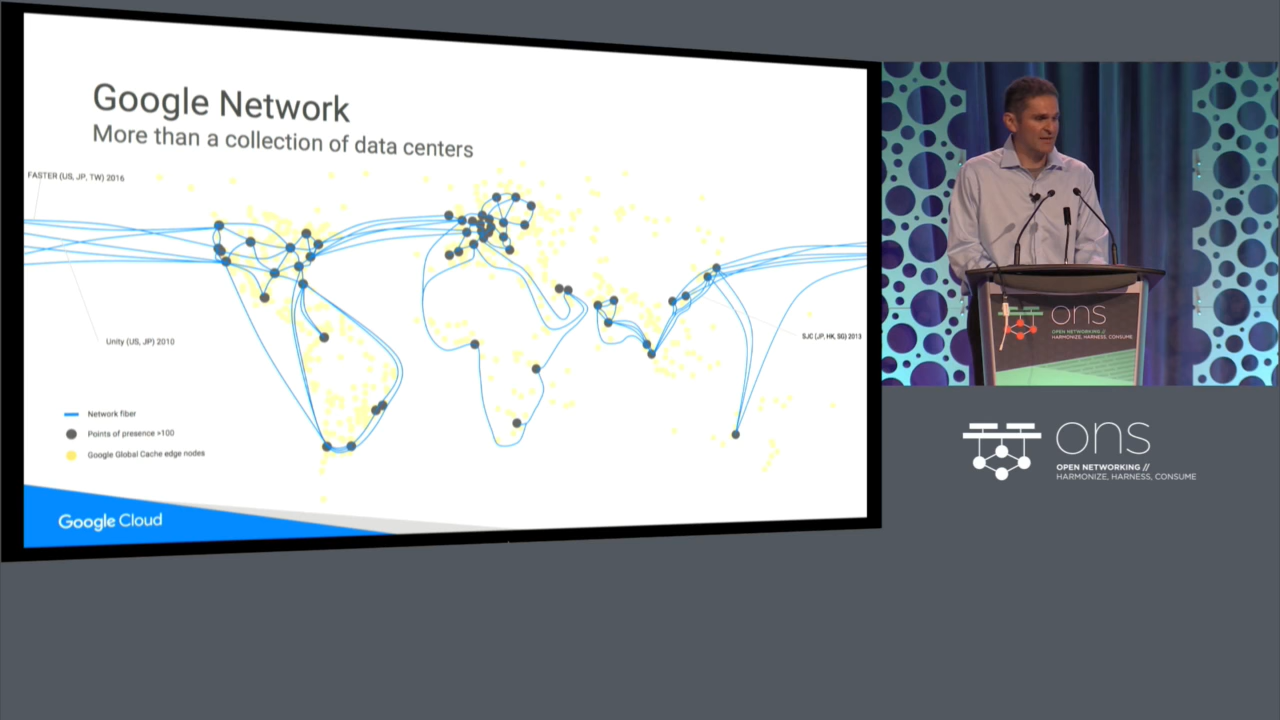 Google Network
More than a collection of data centers
FASTER (US, JP, TW) 2016
Unity (US, JP) 2010
SJC (JP, HK, SG) 2013
Network fiber
Points of presence >100
Google Global Cache edge nodes
Google Cloud
ons
OPEN NETWORKING //
HARMONIZE, HARNESS, CONSUME
ons
OPEN NETWORKING //
HARMONIZE, HARNESS, CONSUME